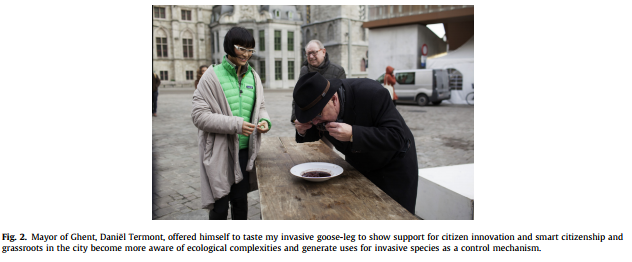 Fig. 2. Mayor of Ghent, Daniël Termont, offered himself to taste my invasive goose-leg to show support for citizen innovation and smart citizenship and
grassroots in the city become more aware of ecological complexities and generate uses for invasive species as a control mechanism.